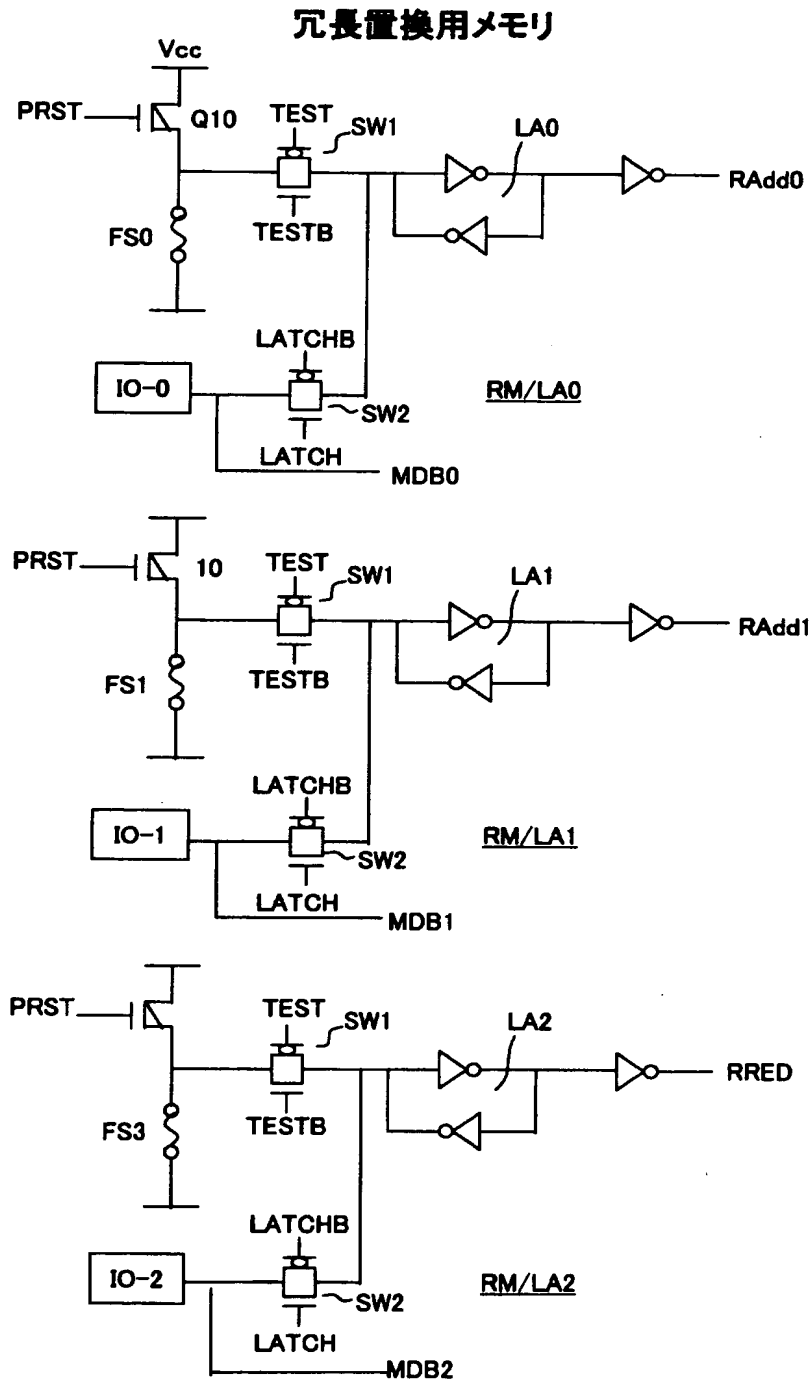 冗長置換用メモリ
Vcc
PRST
Q10
TEST
SW1
LA0
RAdd0
FS0
TESTB
LATCHB
IO-0
SW2
RM/LA0
LATCH
MDB0
PRST
10
TEST
SW1
LA1
RAdd1
FS1
TESTB
LATCHB
IO-1
SW2
RM/LA1
LATCH
MDB1
PRST
TEST
SW1
LA2
RRED
FS3
TESTB
LATCHB
IO-2
SW2
RM/LA2
LATCH
MDB2